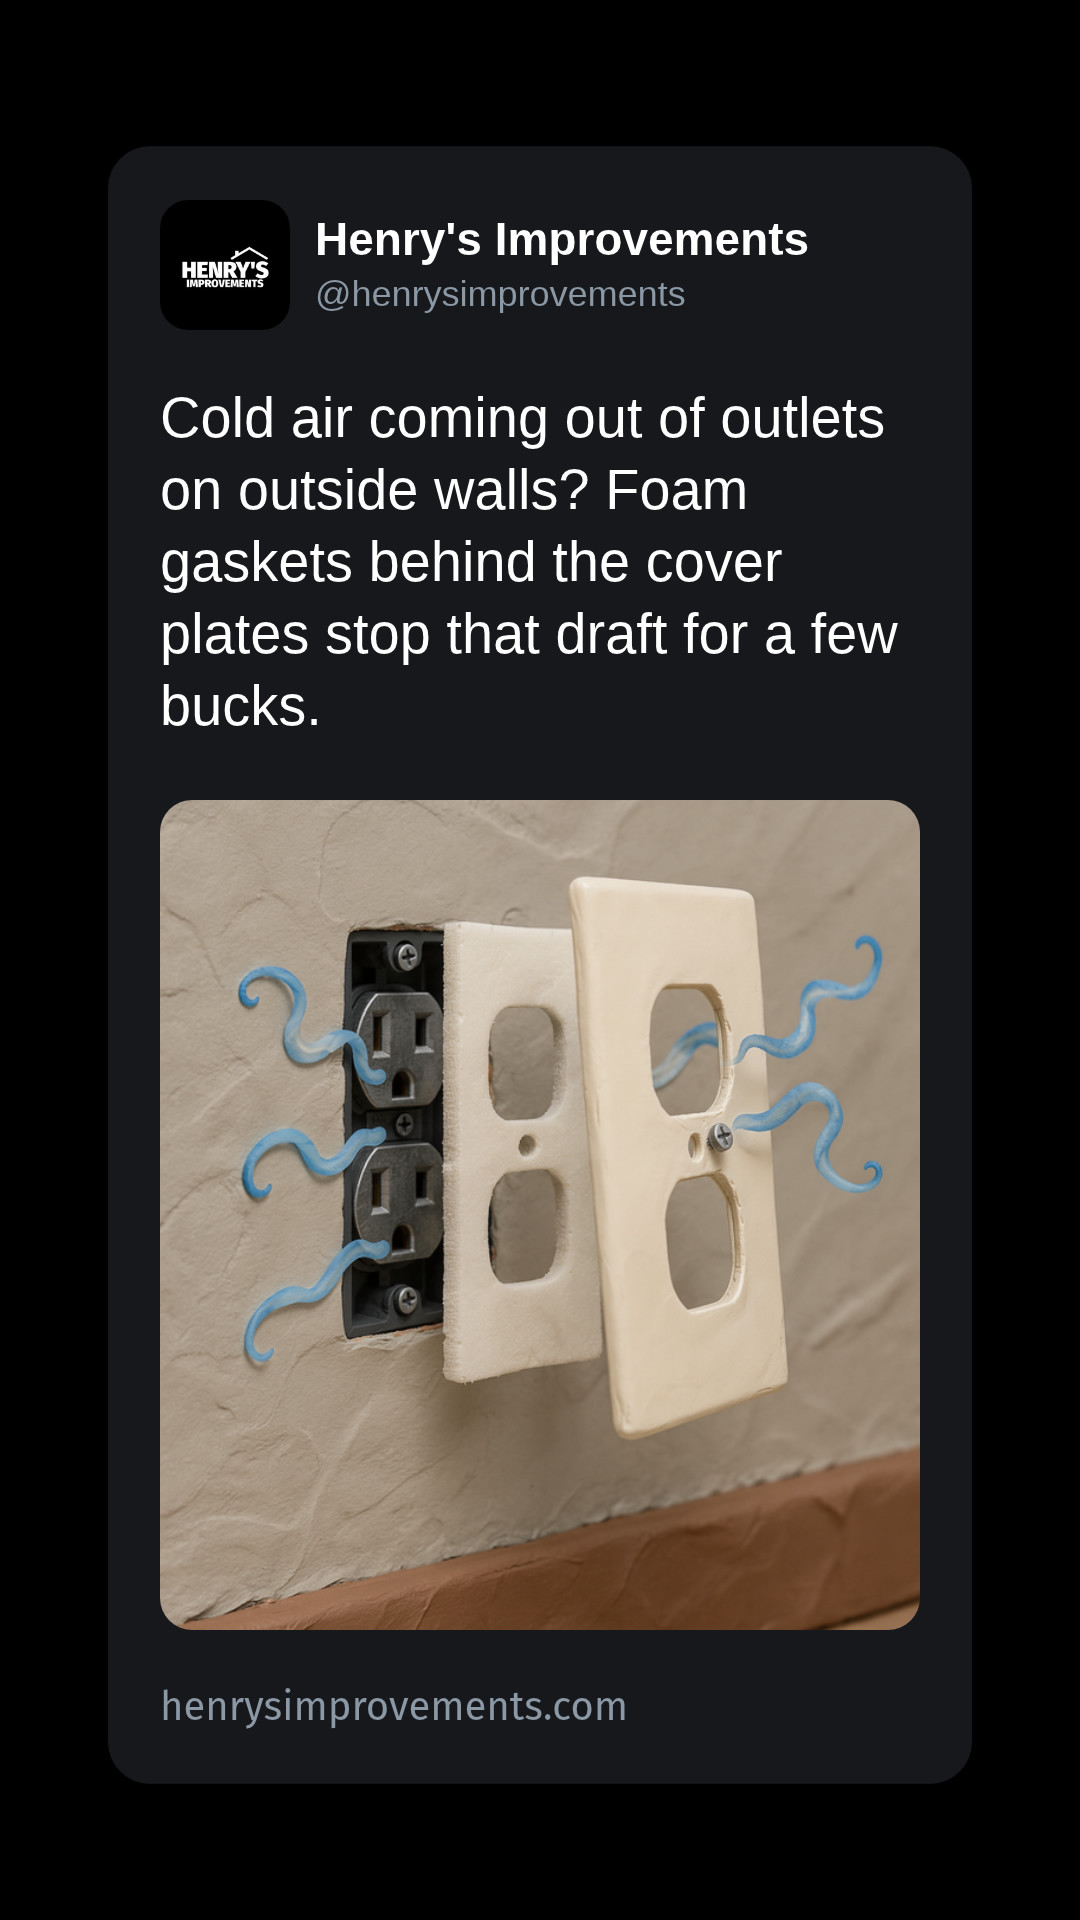 HENRY'S
IMPROVEMENTS
Henry's Improvements
@henrysimprovements
Cold air coming out of outlets
on outside walls? Foam
gaskets behind the cover
plates stop that draft for a few
bucks.
henrysimprovements.com